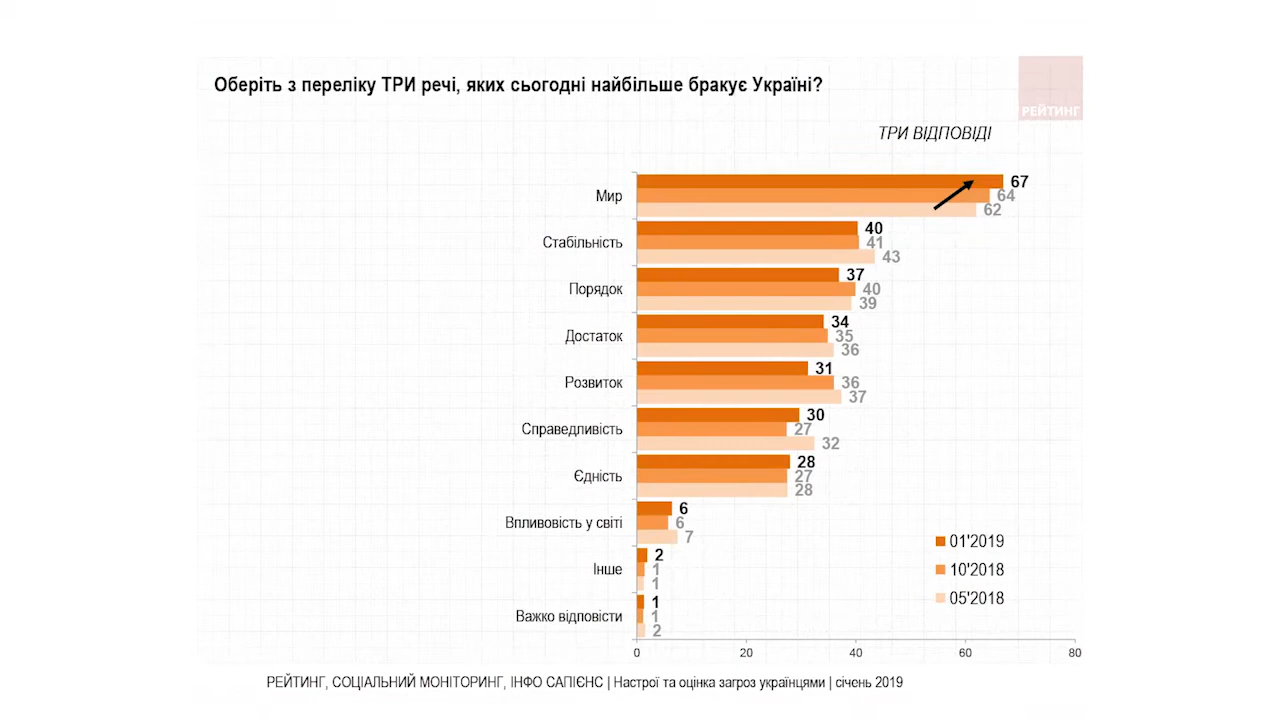 Оберіть з переліку ТРИ речі, яких сьогодні найбільше бракує Україні?
РЕЙТИНГ
ТРИ ВІДПОВІДІ
Мир
67
64
62
Стабільність
40
41
43
Порядок
37
40
39
Достаток
34
35
36
Розвиток
31
36
37
Справедливість
30
27
32
Єдність
28
27
28
Впливовість у світі
6
6
7
Інше
2
1
1
Важко відповісти
1
1
2
01'2019
10'2018
05'2018
0 20 40 60 80
РЕЙТИНГ, СОЦІАЛЬНИЙ МОНІТОРИНГ, ІНФО САПІЄНС | Настрої та оцінка загроз українцями | січень 2019